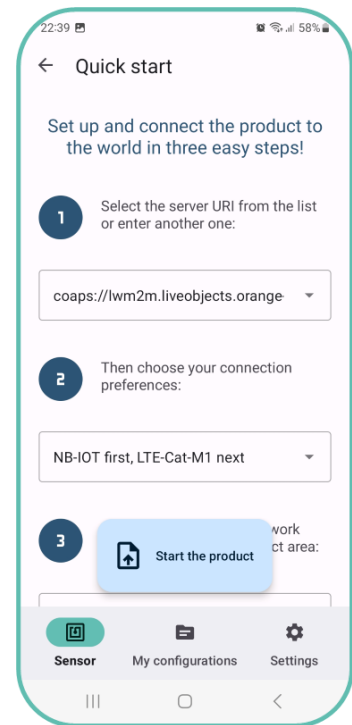 22:39 58%
Quick start
Set up and connect the product to
the world in three easy steps!
1
Select the server URI from the list
or enter another one:
coaps://lwm2m.liveobjects.orange-
2
Then choose your connection
preferences:
NB-IOT first, LTE-Cat-M1 next
3
work
ct area:
Start the product
Sensor My configurations Settings